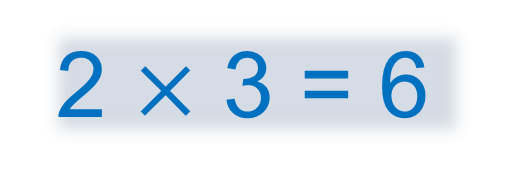 2 × 3 = 6